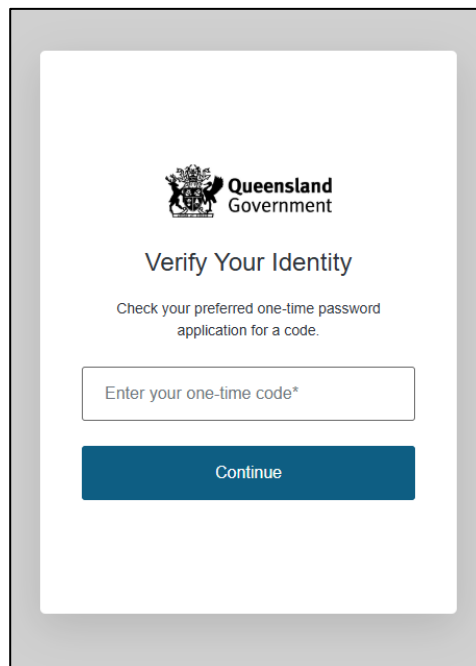 Queensland
Government
Verify Your Identity
Check your preferred one-time password
application for a code.
Enter your one-time code*
Continue